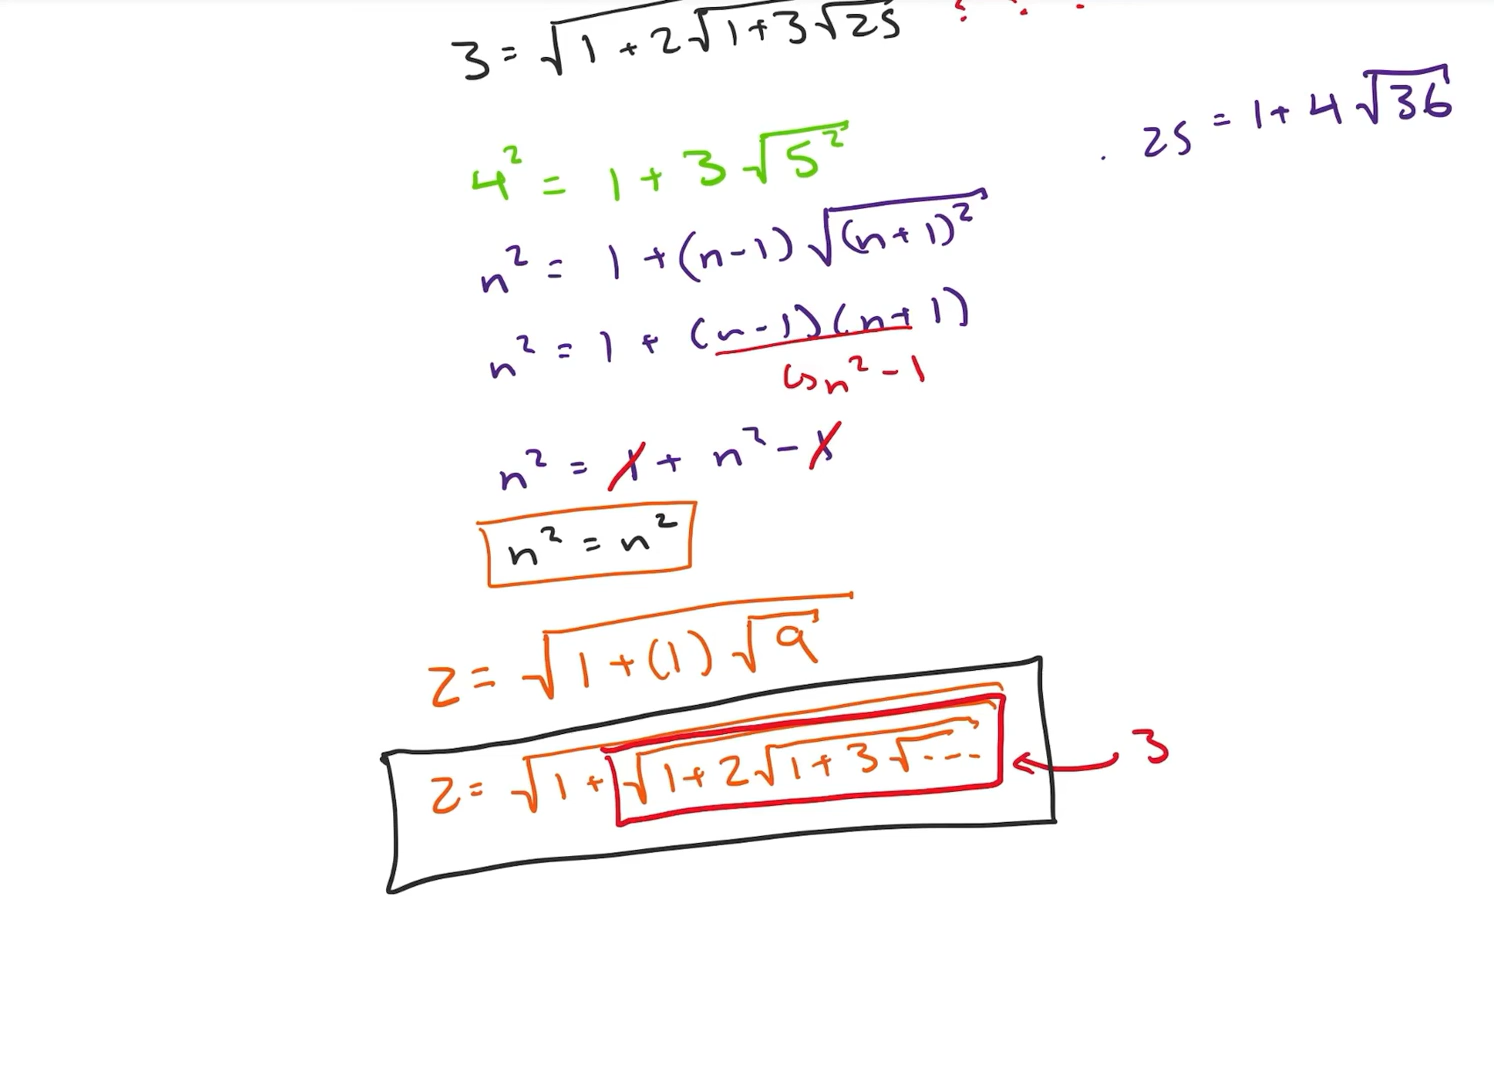 3 = √1 + 2√1+3√25 ? . .
25 = 1 + 4√36
4² = 1 + 3√5²
n² = 1 + (n-1)√(n+1)²
n² = 1 + (n-1)(n+1)
↳ n² - 1
n² = 1 + n² - 1
n² = n²
2 = √1+(1)√9
2 = √1+√1+2√1+3√... ← 3